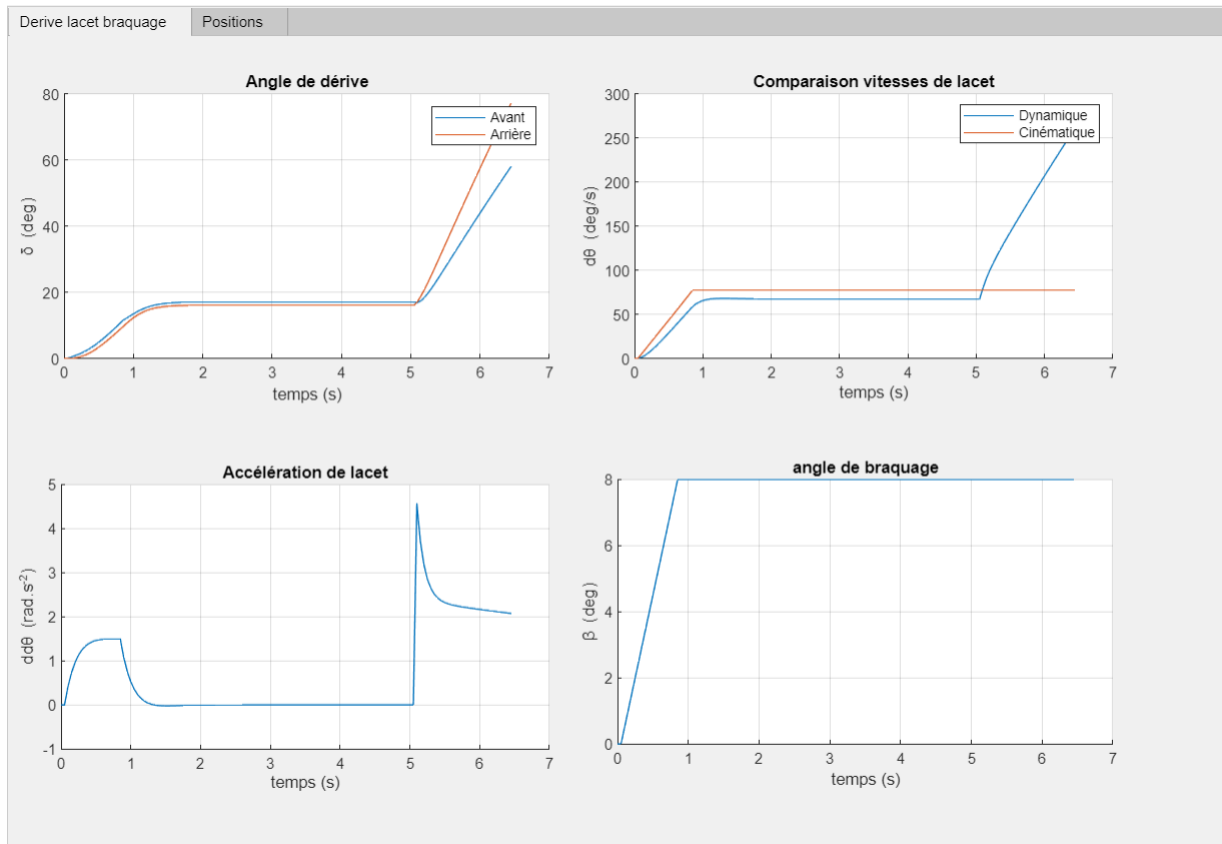 Derive lacet braquage
Positions
Angle de dérive
80
60
40
20
0
δ (deg)
0 1 2 3 4 5 6 7
temps (s)
Avant
Arrière
Comparaison vitesses de lacet
300
250
200
150
100
50
0
dθ (deg/s)
0 1 2 3 4 5 6 7
temps (s)
Dynamique
Cinématique
Accélération de lacet
5
4
3
2
1
0
-1
ddθ (rad.s-2)
0 1 2 3 4 5 6 7
temps (s)
angle de braquage
8
6
4
2
0
β (deg)
0 1 2 3 4 5 6 7
temps (s)